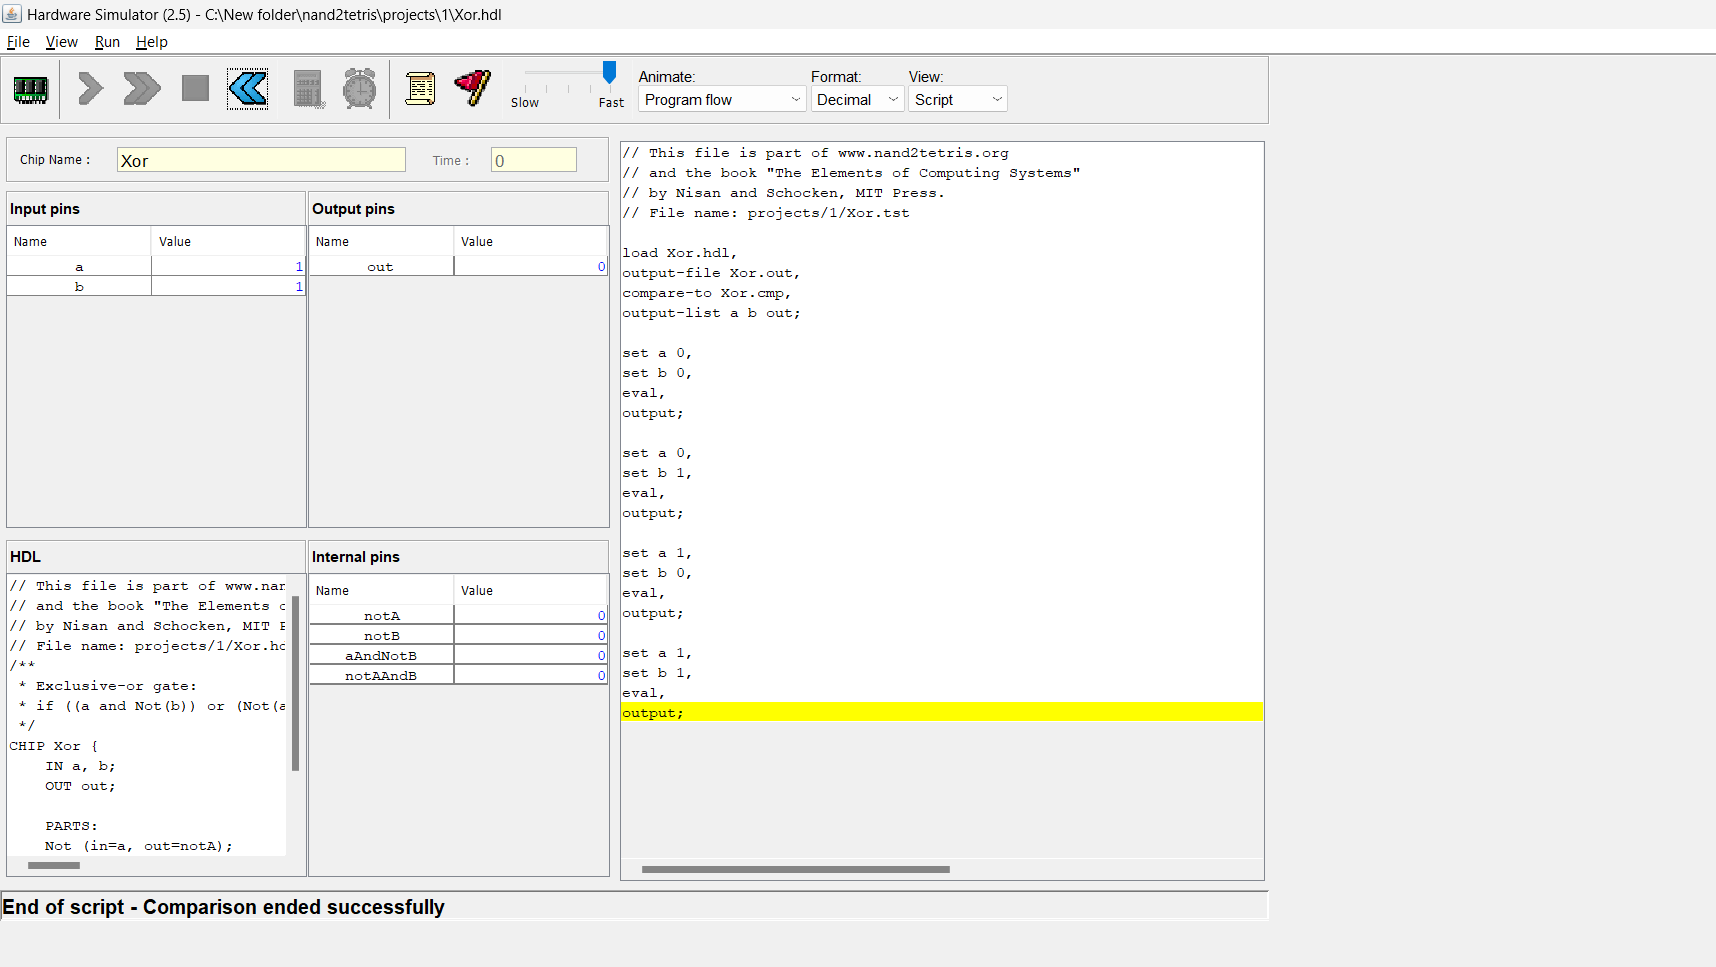 Hardware Simulator (2.5) - C:\New folder\nand2tetris\projects\1\Xor.hdl
File View Run Help
Slow Fast
Animate: Format: View:
Program flow Decimal Script
Chip Name : Xor Time : 0
Input pins
Name Value
a 1
b 1
Output pins
Name Value
out 0
HDL
// This file is part of www.nan
// and the book "The Elements o
// by Nisan and Schocken, MIT P
// File name: projects/1/Xor.hd
/**
* Exclusive-or gate:
* if ((a and Not(b)) or (Not(a
*/
CHIP Xor {
IN a, b;
OUT out;
PARTS:
Not (in=a, out=notA);
Internal pins
Name Value
notA 0
notB 0
aAndNotB 0
notAAndB 0
// This file is part of www.nand2tetris.org
// and the book "The Elements of Computing Systems"
// by Nisan and Schocken, MIT Press.
// File name: projects/1/Xor.tst
load Xor.hdl,
output-file Xor.out,
compare-to Xor.cmp,
output-list a b out;
set a 0,
set b 0,
eval,
output;
set a 0,
set b 1,
eval,
output;
set a 1,
set b 0,
eval,
output;
set a 1,
set b 1,
eval,
output;
End of script - Comparison ended successfully